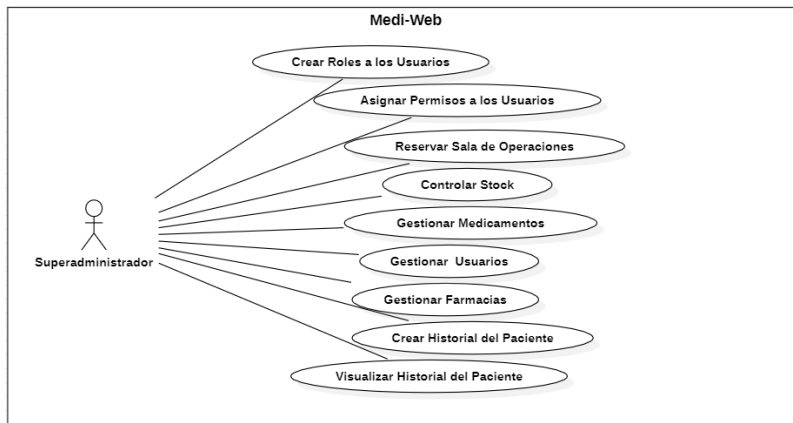 Medi-Web
Crear Roles a los Usuarios
Asignar Permisos a los Usuarios
Reservar Sala de Operaciones
Controlar Stock
Gestionar Medicamentos
Superadministrador
Gestionar Usuarios
Gestionar Farmacias
Crear Historial del Paciente
Visualizar Historial del Paciente